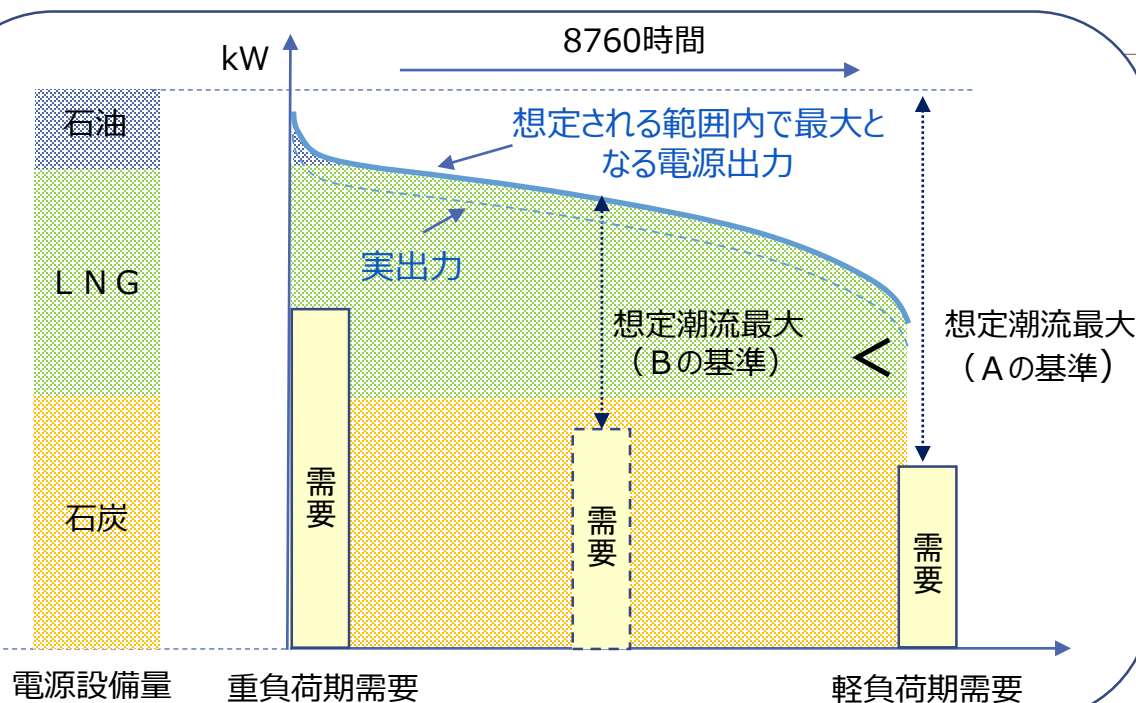 8760時間
kW
石油
想定される範囲内で最大と
なる電源出力
実出力
ＬＮＧ
想定潮流最大
（Ｂの基準）
<
想定潮流最大
（Ａの基準）
石炭
需要
需要
需要
電源設備量
重負荷期需要
軽負荷期需要